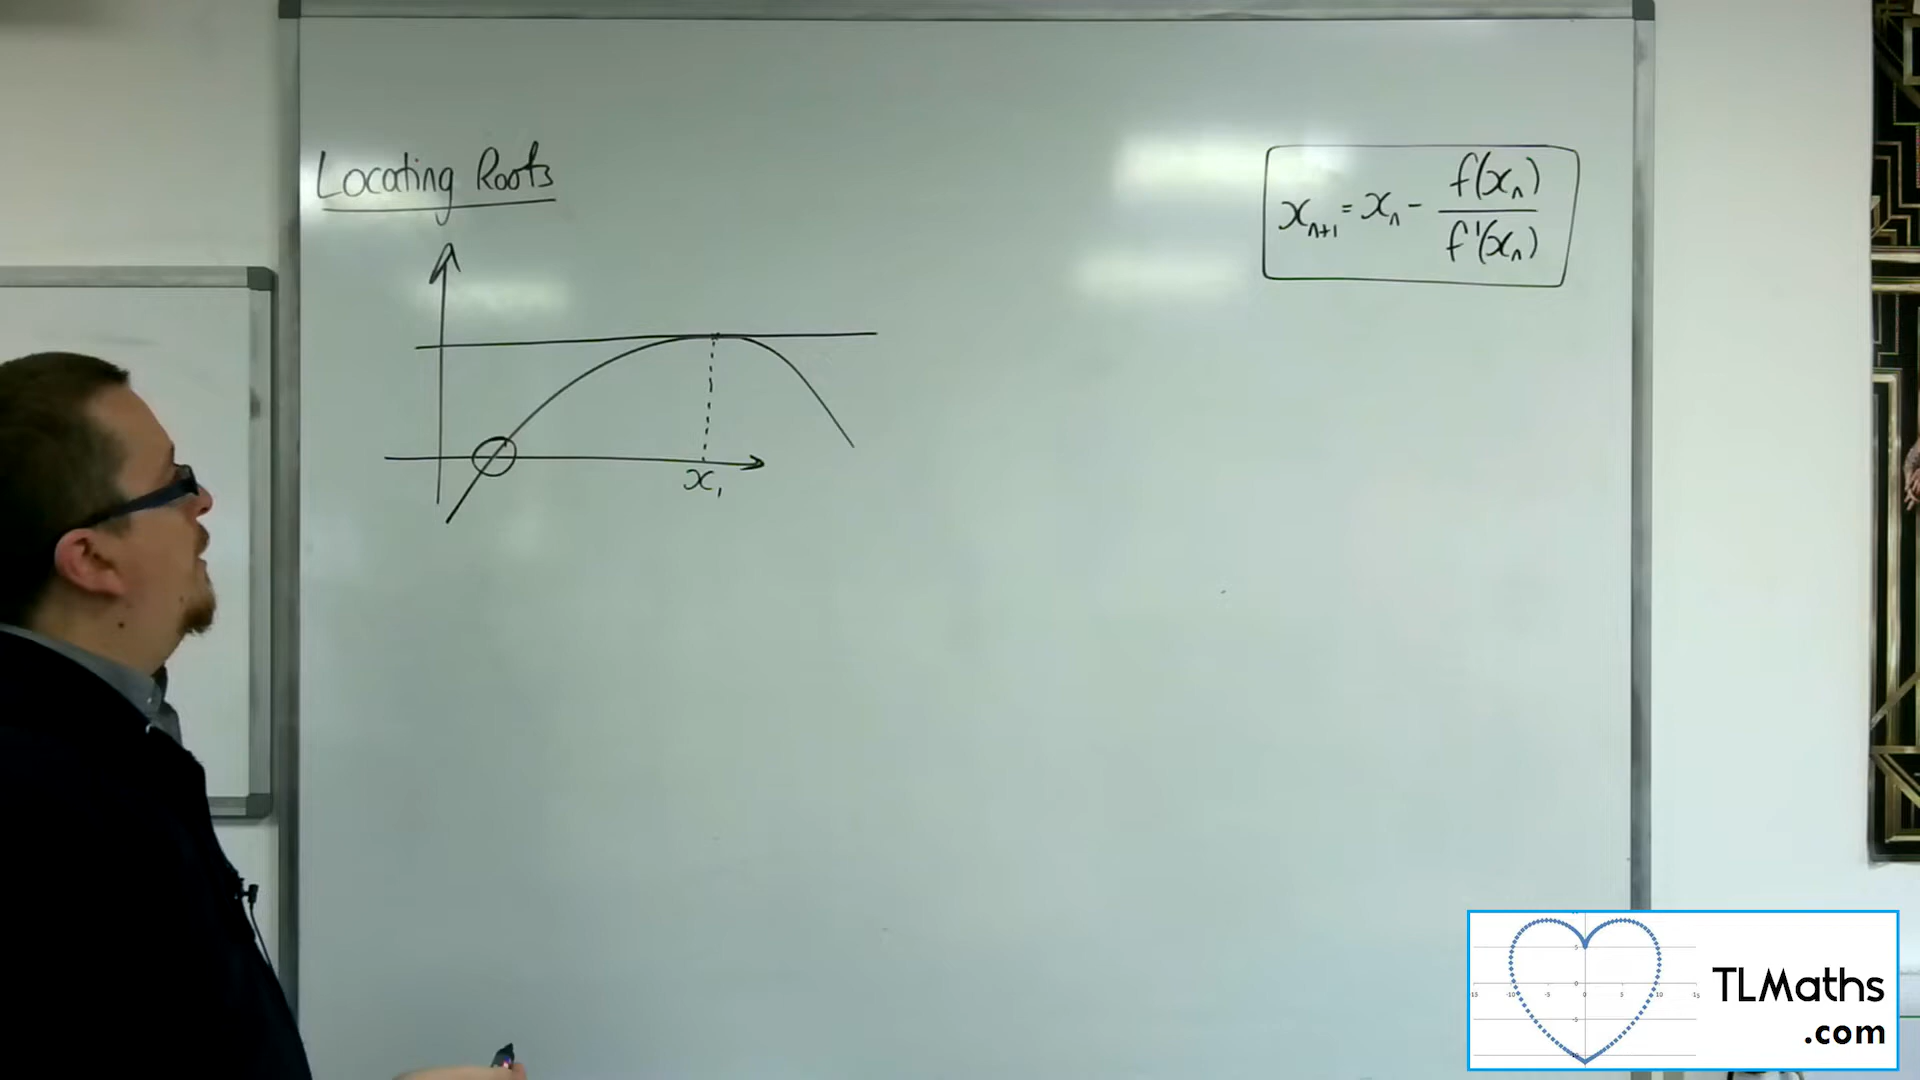 Locating Roots
xₙ₊₁ = xₙ - f(xₙ)/f'(xₙ)
x₁
TLMaths
.com